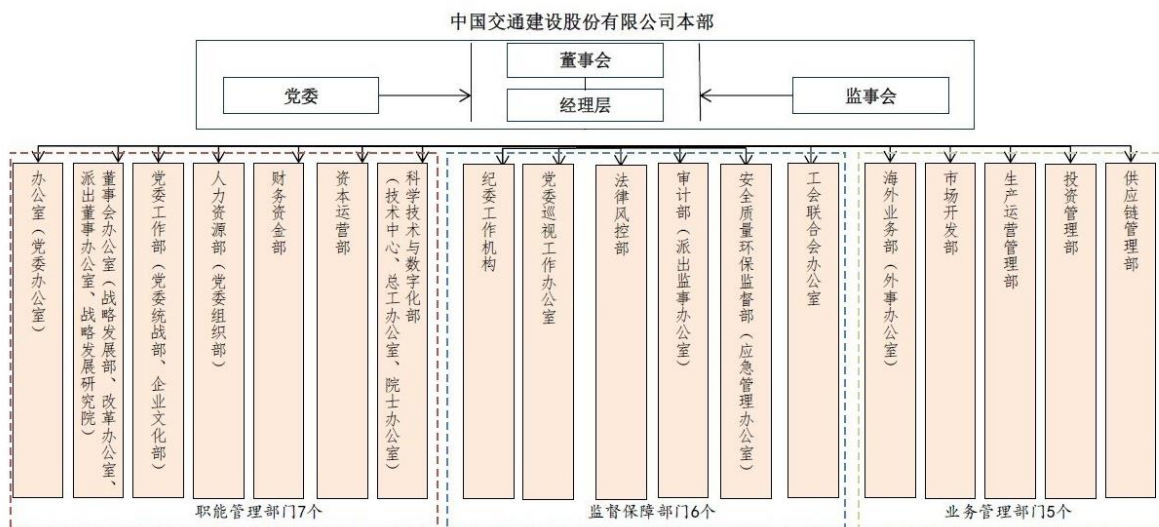 中国交通建设股份有限公司本部
董事会
党委
经理层
监事会
办公室（党委办公室）
董事会办公室（战略发展部、改革办公室、
派出董事办公室、战略发展研究院）
党委工作部（党委统战部、企业文化部）
人力资源部（党委组织部）
财务资金部
资本运营部
科学技术与数字化部
（技术中心、总工办公室、院士办公室）
纪委工作机构
党委巡视工作办公室
法律风控部
审计部（派出监事办公室）
安全质量环保监督部（应急管理办公室）
工会联合会办公室
海外业务部（外事办公室）
市场开发部
生产运营管理部
投资管理部
供应链管理部
职能管理部门7个
监督保障部门6个
业务管理部门5个